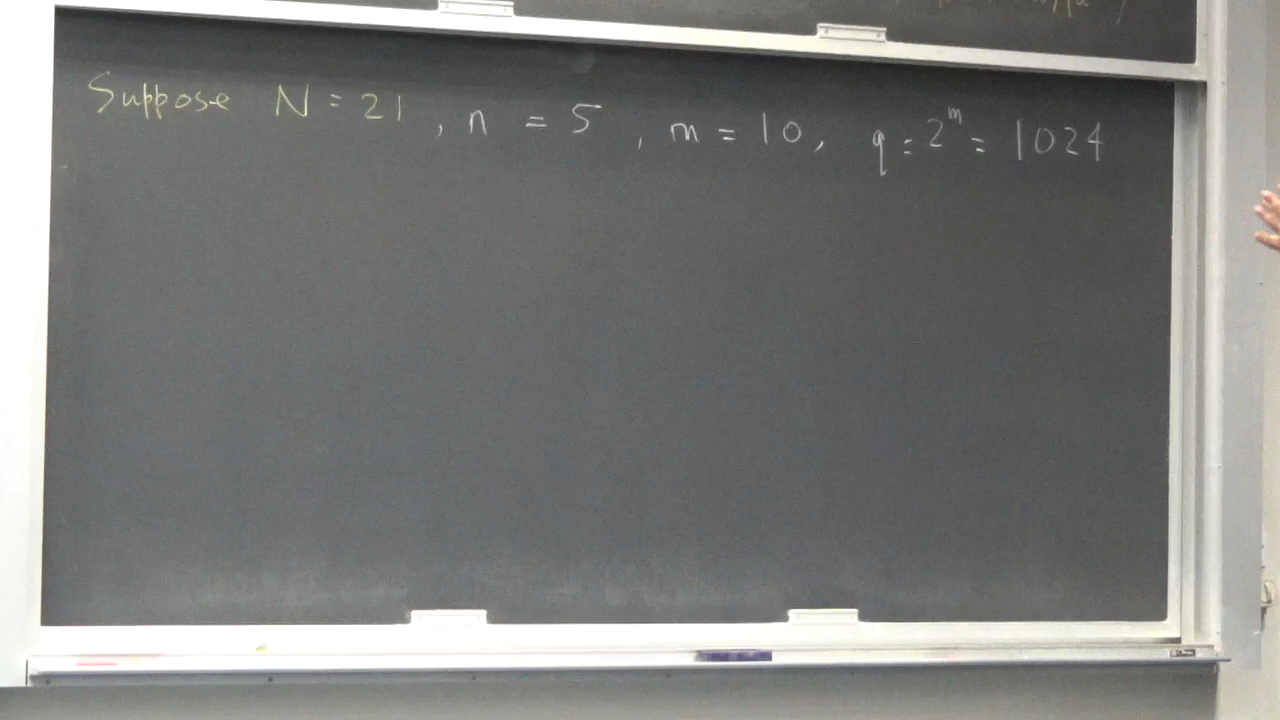 Suppose N = 21 , n = 5 , m = 10, q = 2^m = 1024